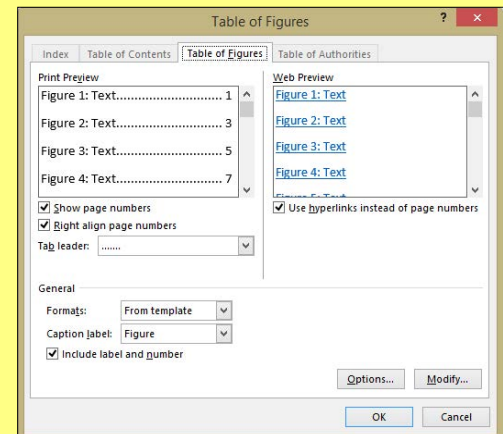 Table of Figures
? ×
Index Table of Contents Table of Figures Table of Authorities
Print Preview
Figure 1: Text.............................. 1
Figure 2: Text.............................. 3
Figure 3: Text.............................. 5
Figure 4: Text.............................. 7
Web Preview
Figure 1: Text
Figure 2: Text
Figure 3: Text
Figure 4: Text
Show page numbers
Right align page numbers
Tab leader: .......
Use hyperlinks instead of page numbers
General
Formats: From template
Caption label: Figure
Include label and number
Options... Modify...
OK Cancel